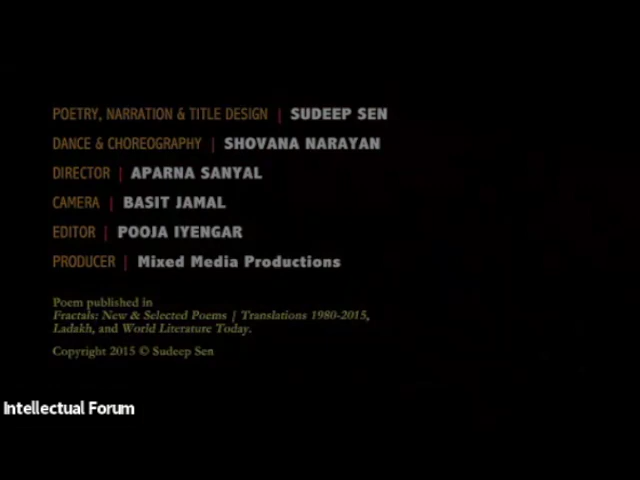 POETRY, NARRATION & TITLE DESIGN | SUDEEP SEN
DANCE & CHOREOGRAPHY | SHOVANA NARAYAN
DIRECTOR | APARNA SANYAL
CAMERA | BASIT JAMAL
EDITOR | POOJA IYENGAR
PRODUCER | Mixed Media Productions
Poem published in
Fractals: New & Selected Poems | Translations 1980-2015,
Ladakh, and World Literature Today.
Copyright 2015 © Sudeep Sen
Intellectual Forum